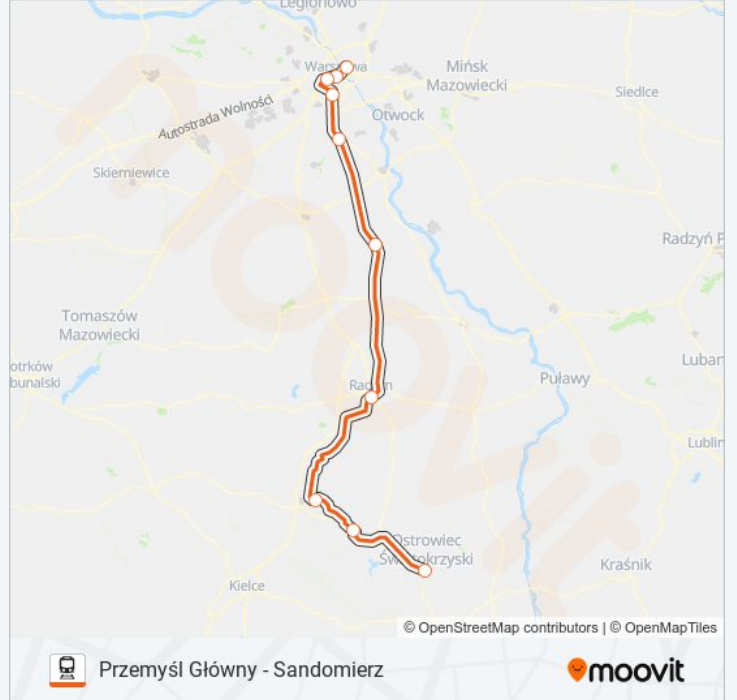 Legionowo
Warszawa
Mińsk
Mazowiecki
Siedlce
Autostrada Wolności
Otwock
Skierniewice
Radzyń P
Tomaszów
Mazowiecki
otrków
bunalski
Radom
Puławy
Lubar
Lublin
Ostrowiec
Świętokrzyski
Kraśnik
Kielce
moovit
© OpenStreetMap contributors | © OpenMapTiles
Przemyśl Główny - Sandomierz
moovit